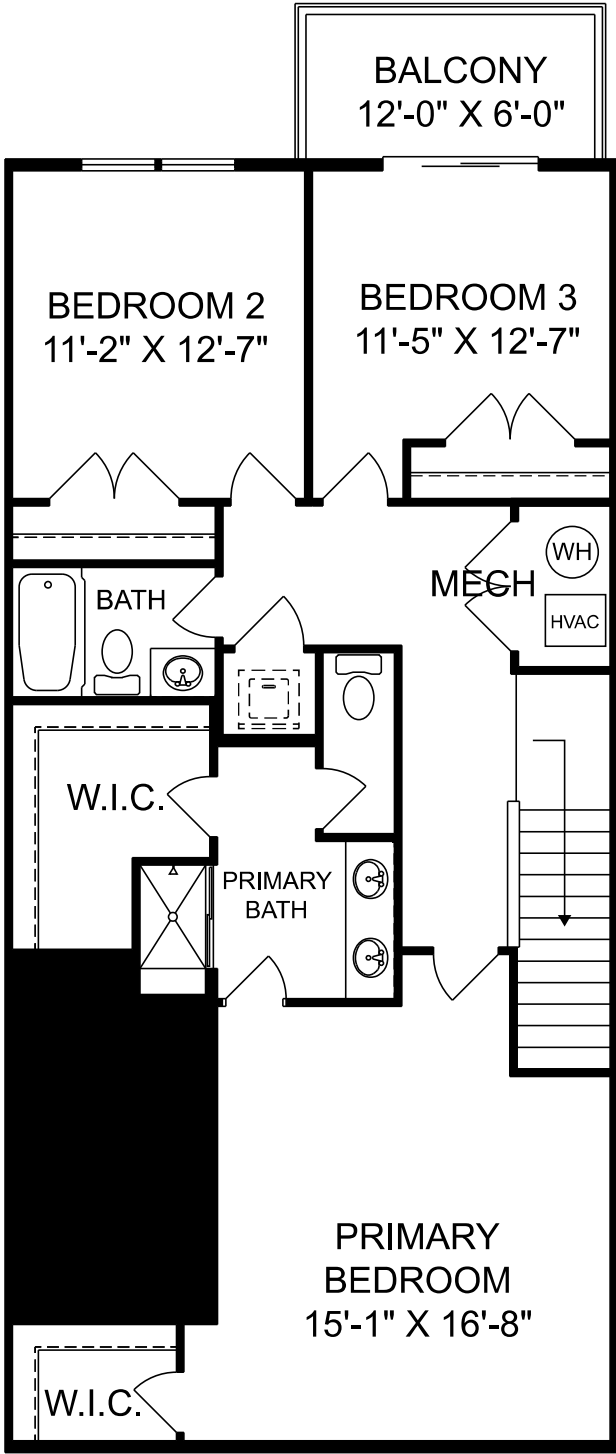 BALCONY
12'-0" X 6'-0"
BEDROOM 2
11'-2" X 12'-7"
BEDROOM 3
11'-5" X 12'-7"
WH
MECH
HVAC
BATH
W.I.C.
PRIMARY
BATH
PRIMARY
BEDROOM
15'-1" X 16'-8"
W.I.C.